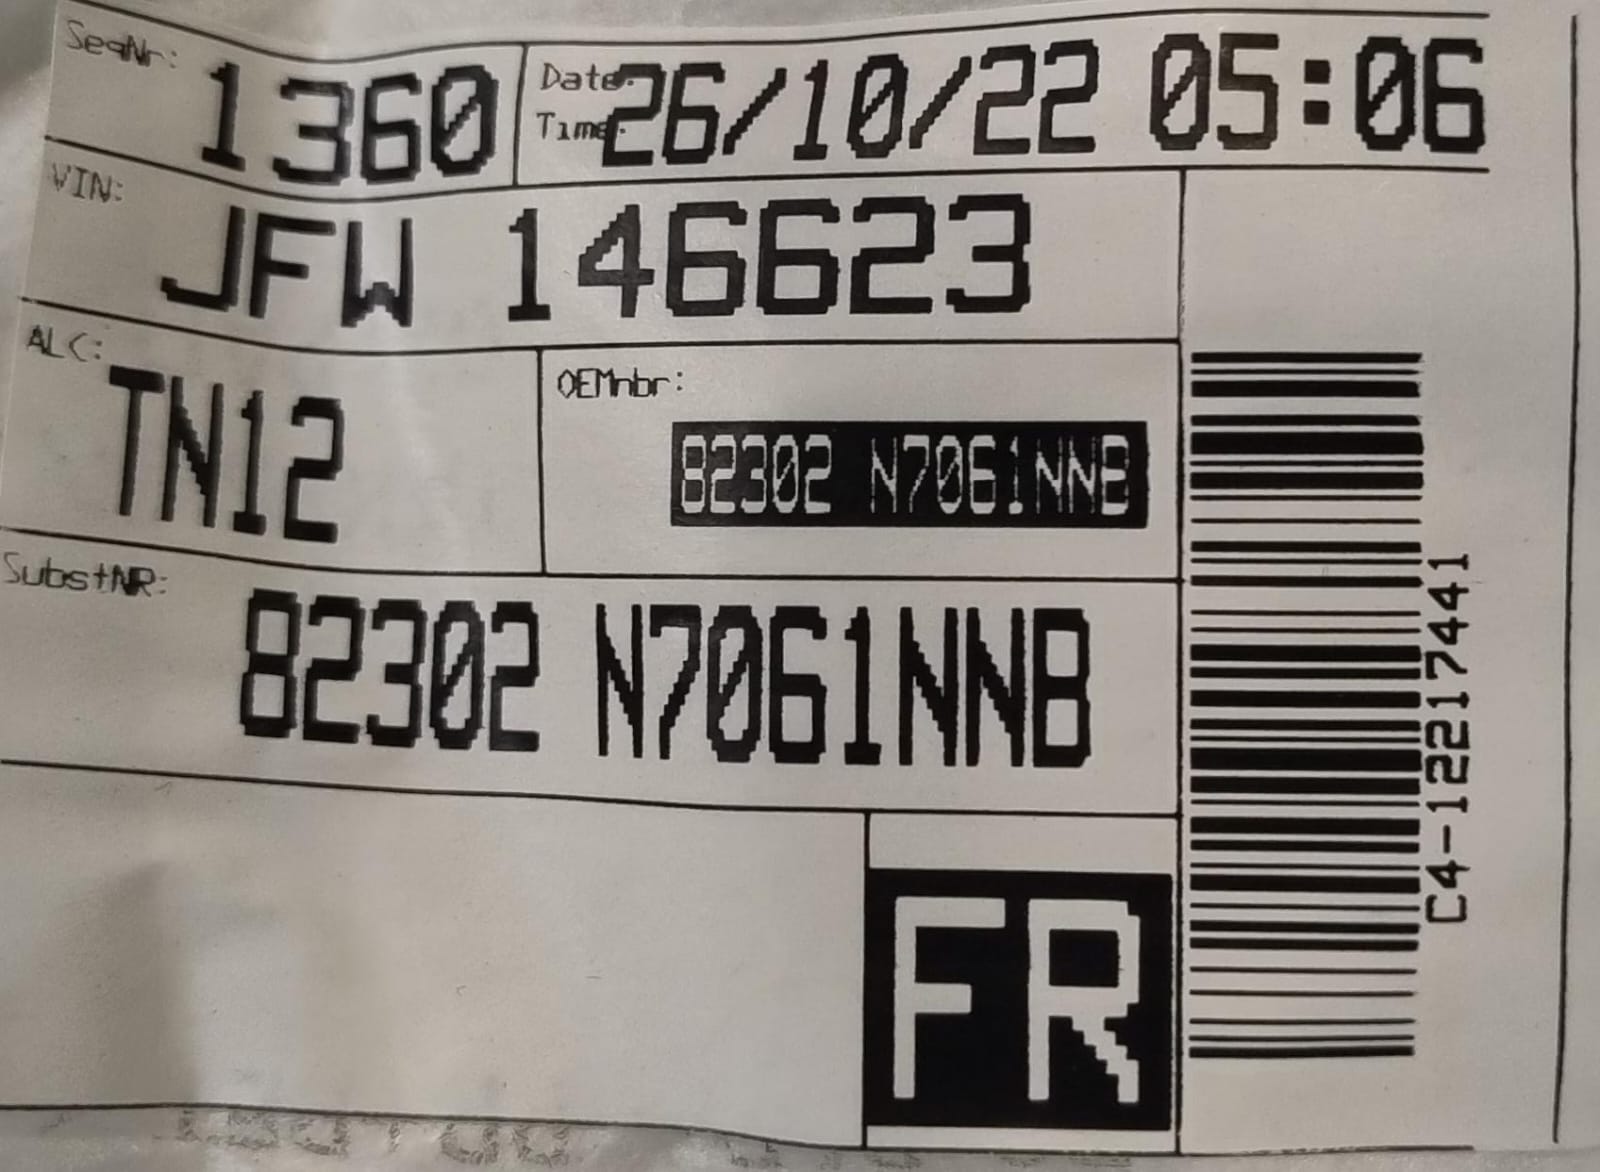 SeqNr: 1360 Date: Time: 26/10/22 05:06
VIN: JFW 146623
ALC: TN12 OEMnbr: 82302 N7061NNB
SubstNR: 82302 N7061NNB
C4-12217441
FR